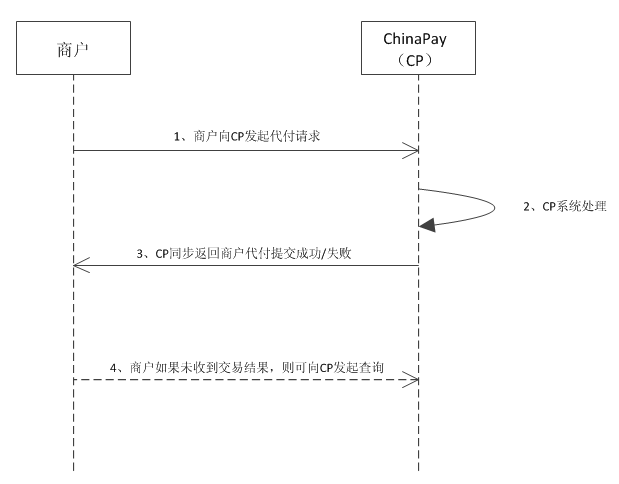 商户
ChinaPay
（CP）
1、商户向CP发起代付请求
2、CP系统处理
3、CP同步返回商户代付提交成功/失败
4、商户如果未收到交易结果，则可向CP发起查询